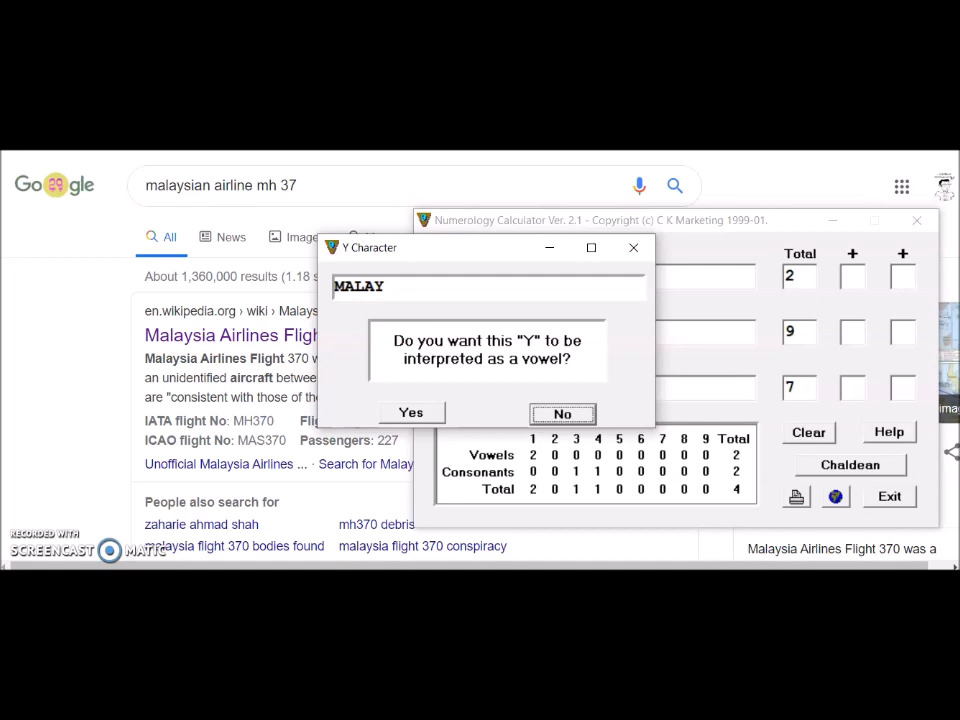 Google
malaysian airline mh 37
Numerology Calculator Ver. 2.1 - Copyright (c) C K Marketing 1999-01.
All
News
Image
Y Character
Total + +
About 1,360,000 results (1.18 s
MALAY
2
en.wikipedia.org › wiki › Malays
Malaysia Airlines Fligh
Do you want this "Y" to be
interpreted as a vowel?
9
Malaysia Airlines Flight 370 w
an unidentified aircraft betwee
are "consistent with those of the
7
Yes
No
IATA flight No: MH370 Flig
ICAO flight No: MAS370 Passengers: 227
Clear
Help
1 2 3 4 5 6 7 8 9 Total
Vowels 2 0 0 0 0 0 0 0 0 2
Consonants 0 0 1 1 0 0 0 0 0 2
Total 2 0 1 1 0 0 0 0 0 4
Unofficial Malaysia Airlines ... · Search for Malay
Chaldean
Exit
People also search for
zaharie ahmad shah
mh370 debris
malaysia flight 370 bodies found
malaysia flight 370 conspiracy
Malaysia Airlines Flight 370 was a
RECORDED WITH
SCREENCAST MATIC